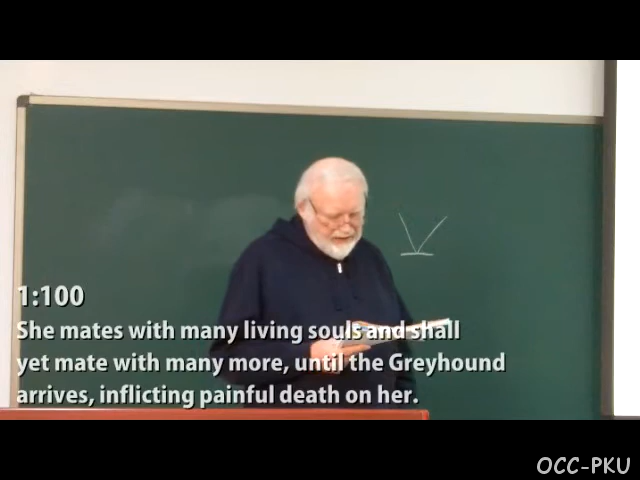 1:100
She mates with many living souls and shall
yet mate with many more, until the Greyhound
arrives, inflicting painful death on her.
OCC-PKU